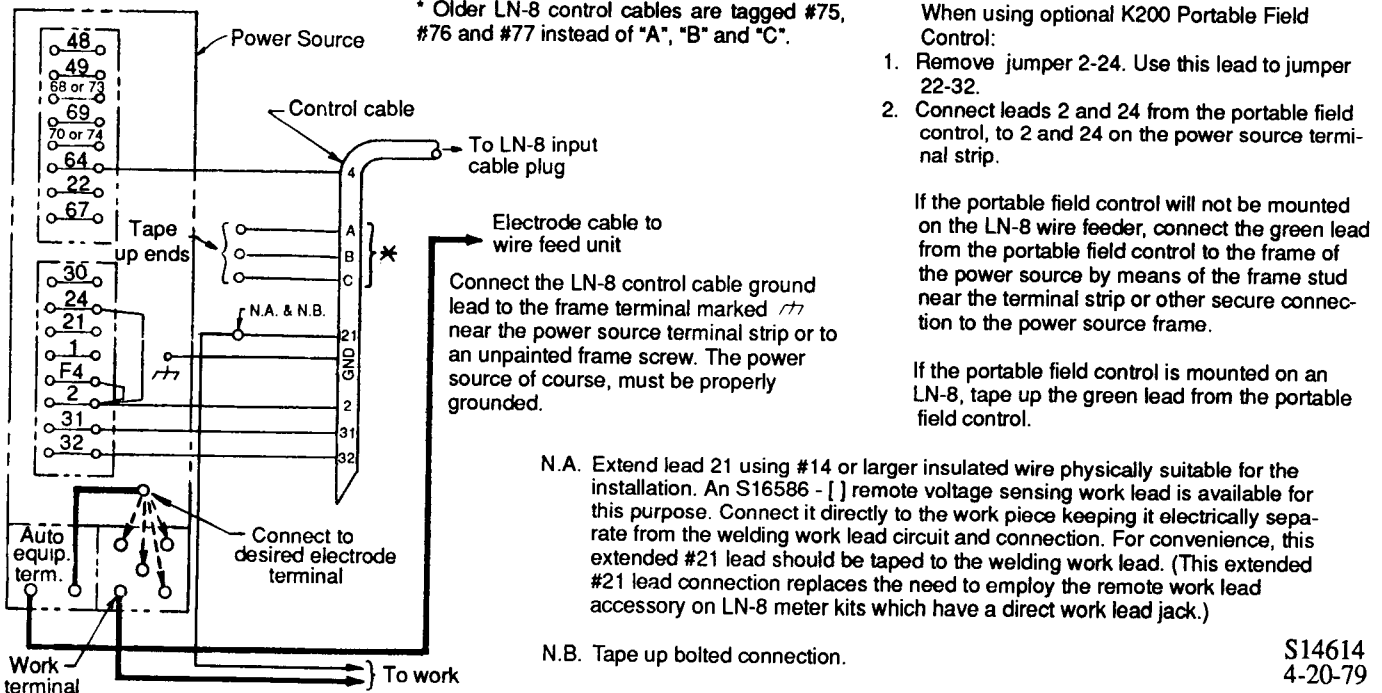 * Older LN-8 control cables are tagged #75,
#76 and #77 instead of "A", "B" and "C".
Power Source
48
49
68 or 73
69
70 or 74
64
22
67
Control cable
To LN-8 input
cable plug
4
A
B
C
*
Tape
up ends
Electrode cable to
wire feed unit
30
24
21
1
F4
2
31
32
N.A. & N.B.
21
GND
2
31
32
Connect the LN-8 control cable ground
lead to the frame terminal marked
near the power source terminal strip or to
an unpainted frame screw. The power
source of course, must be properly
grounded.
Auto
equip.
term.
Connect to
desired electrode
terminal
Work
terminal
To work
When using optional K200 Portable Field
Control:
1. Remove jumper 2-24. Use this lead to jumper
22-32.
2. Connect leads 2 and 24 from the portable field
control, to 2 and 24 on the power source termi-
nal strip.
If the portable field control will not be mounted
on the LN-8 wire feeder, connect the green lead
from the portable field control to the frame of
the power source by means of the frame stud
near the terminal strip or other secure connec-
tion to the power source frame.
If the portable field control is mounted on an
LN-8, tape up the green lead from the portable
field control.
N.A. Extend lead 21 using #14 or larger insulated wire physically suitable for the
installation. An S16586 - [ ] remote voltage sensing work lead is available for
this purpose. Connect it directly to the work piece keeping it electrically sepa-
rate from the welding work lead circuit and connection. For convenience, this
extended #21 lead should be taped to the welding work lead. (This extended
#21 lead connection replaces the need to employ the remote work lead
accessory on LN-8 meter kits which have a direct work lead jack.)
N.B. Tape up bolted connection.
S14614
4-20-79